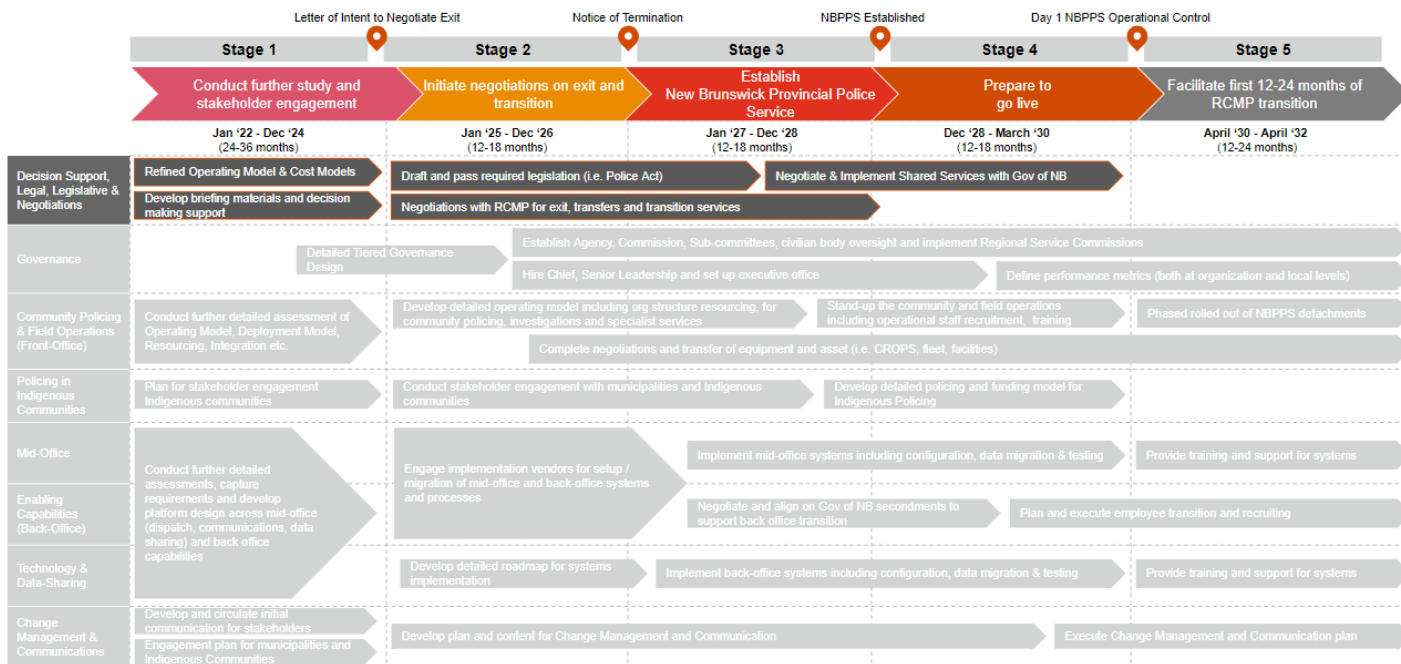 Letter of Intent to Negotiate Exit
Notice of Termination
NBPPS Established
Day 1 NBPPS Operational Control
Stage 1
Stage 2
Stage 3
Stage 4
Stage 5
Conduct further study and
stakeholder engagement
Initiate negotiations on exit and
transition
Establish
New Brunswick Provincial Police
Service
Prepare to
go live
Facilitate first 12-24 months of
RCMP transition
Jan '22 - Dec '24
(24-36 months)
Jan '25 - Dec '26
(12-18 months)
Jan '27 - Dec '28
(12-18 months)
Dec '28 - March '30
(12-18 months)
April '30 - April '32
(12-24 months)
Decision Support,
Legal, Legislative &
Negotiations
Refined Operating Model & Cost Models
Develop briefing materials and decision
making support
Draft and pass required legislation (i.e. Police Act)
Negotiate & Implement Shared Services with Gov of NB
Negotiations with RCMP for exit, transfers and transition services
Governance
Detailed Tiered Governance
Design
Establish Agency, Commission, Sub-committees, civilian body oversight and implement Regional Service Commissions
Hire Chief, Senior Leadership and set up executive office
Define performance metrics (both at organization and local levels)
Community Policing
& Field Operations
(Front-Office)
Conduct further detailed assessment of
Operating Model, Deployment Model,
Resourcing, Integration etc.
Develop detailed operating model including org structure resourcing, for
community policing, investigations and specialist services
Stand-up the community and field operations
including operational staff recruitment, training
Phased rolled out of NBPPS detachments
Complete negotiations and transfer of equipment and asset (i.e. CROPS, fleet, facilities)
Policing in
Indigenous
Communities
Plan for stakeholder engagement
Indigenous communities
Conduct stakeholder engagement with municipalities and Indigenous
communities
Develop detailed policing and funding model for
Indigenous Policing
Mid-Office
Conduct further detailed
assessments, capture
requirements and develop
platform design across mid-office
(dispatch, communications, data
sharing) and back office
capabilities
Engage implementation vendors for setup /
migration of mid-office and back-office systems
and processes
Implement mid-office systems including configuration, data migration & testing
Provide training and support for systems
Enabling
Capabilities
(Back-Office)
Negotiate and align on Gov of NB secondments to
support back office transition
Plan and execute employee transition and recruiting
Technology &
Data-Sharing
Develop detailed roadmap for systems
implementation
Implement back-office systems including configuration, data migration & testing
Provide training and support for systems
Change
Management &
Communications
Develop and circulate initial
communication for stakeholders
Engagement plan for municipalities and
Indigenous Communities
Develop plan and content for Change Management and Communication
Execute Change Management and Communication plan